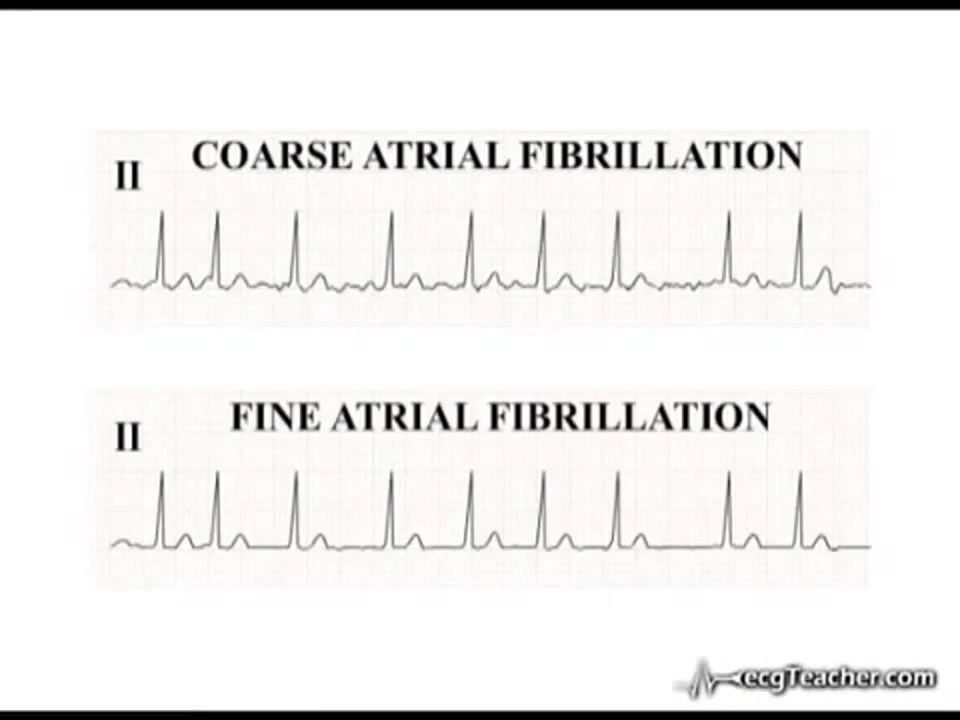 COARSE ATRIAL FIBRILLATION
II
FINE ATRIAL FIBRILLATION
II
ecgTeacher.com